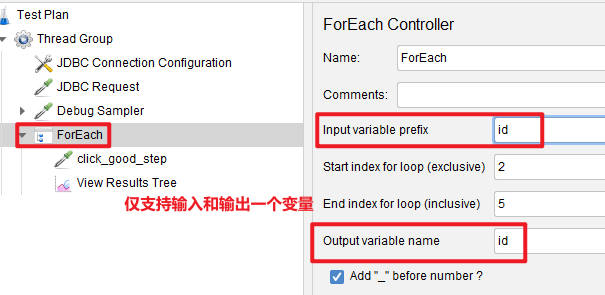 Test Plan
Thread Group
JDBC Connection Configuration
JDBC Request
Debug Sampler
ForEach
click_good_step
View Results Tree
仅支持输入和输出一个变量
ForEach Controller
Name: ForEach
Comments:
Input variable prefix id
Start index for loop (exclusive) 2
End index for loop (inclusive) 5
Output variable name id
Add "_" before number ?